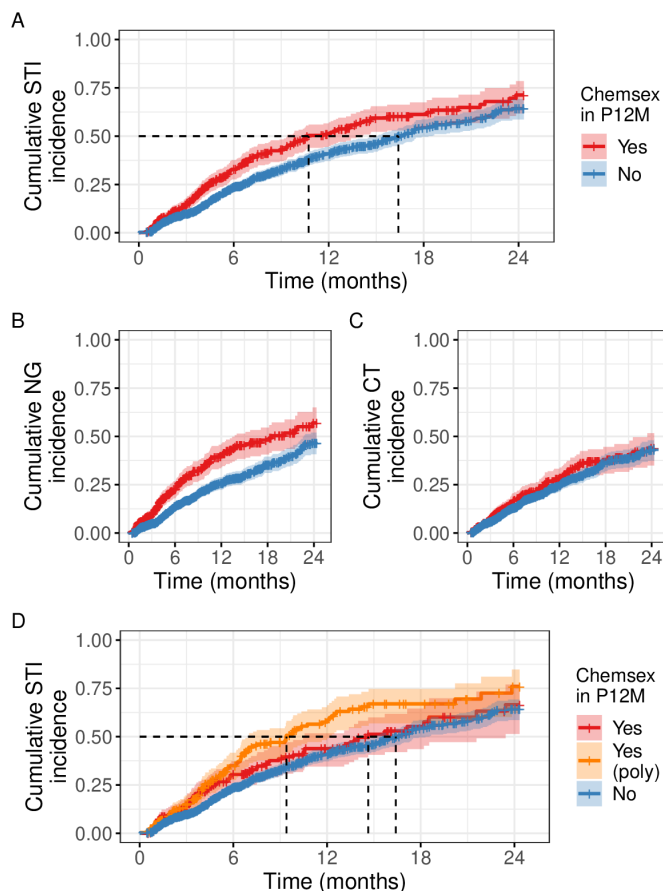 A
Cumulative STI
incidence
1.00
0.75
0.50
0.25
0.00
0
6
12
18
24
Time (months)
Chemsex
in P12M
Yes
No
B
Cumulative NG
incidence
1.00
0.75
0.50
0.25
0.00
0
6
12
18
24
Time (months)
C
Cumulative CT
incidence
1.00
0.75
0.50
0.25
0.00
0
6
12
18
24
Time (months)
D
Cumulative STI
incidence
1.00
0.75
0.50
0.25
0.00
0
6
12
18
24
Time (months)
Chemsex
in P12M
Yes
Yes
(poly)
No